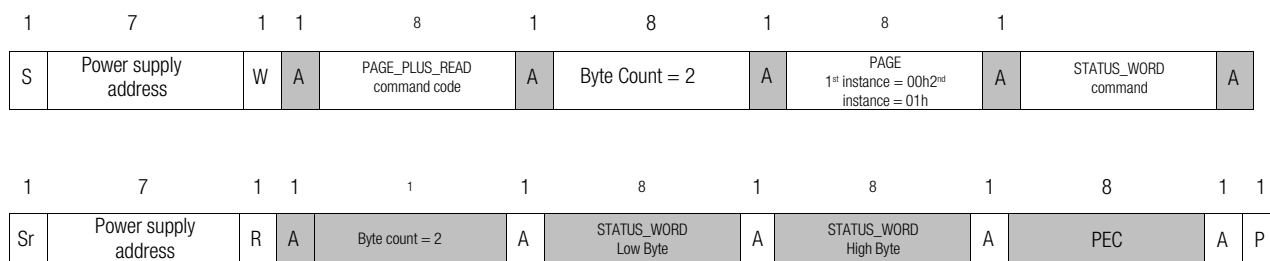 1 7 1 1 8 1 8 1 8 1
S Power supply address W A PAGE_PLUS_READ command code A Byte Count = 2 A PAGE 1st instance = 00h2nd instance = 01h A STATUS_WORD command A
1 7 1 1 1 1 8 1 8 1 8 1 1
Sr Power supply address R A Byte count = 2 A STATUS_WORD Low Byte A STATUS_WORD High Byte A PEC A P